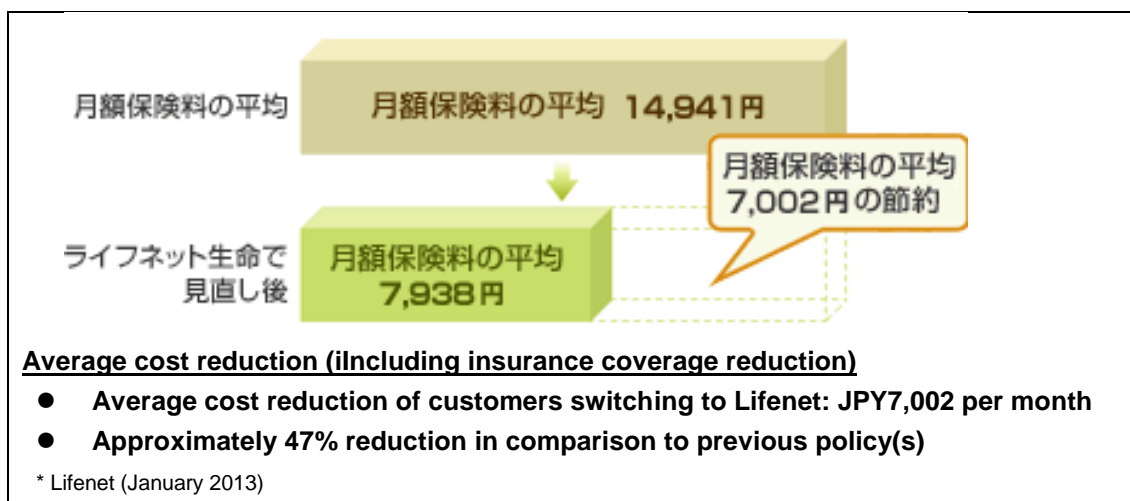 月額保険料の平均
月額保険料の平均 14,941円
月額保険料の平均
7,002円の節約
ライフネット生命で
見直し後
月額保険料の平均
7,938円
Average cost reduction (iIncluding insurance coverage reduction)
● Average cost reduction of customers switching to Lifenet: JPY7,002 per month
● Approximately 47% reduction in comparison to previous policy(s)
* Lifenet (January 2013)